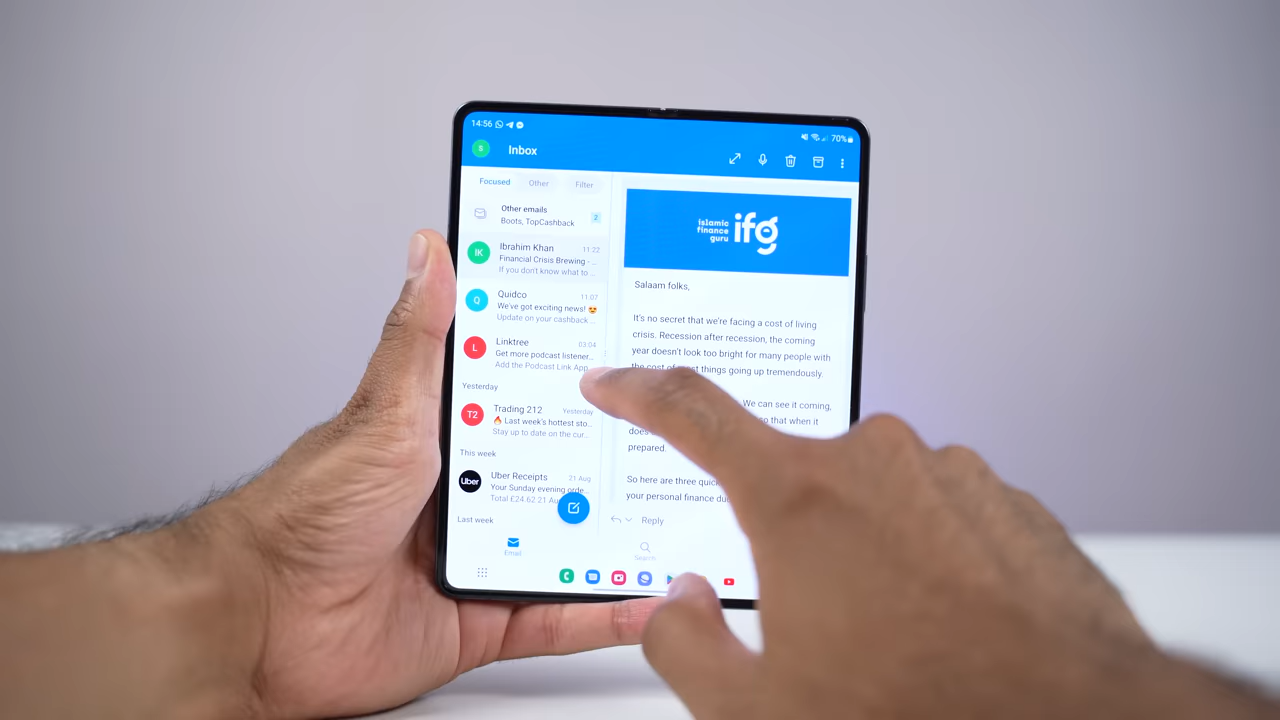 14:56
70%
S
Inbox
Focused Other Filter
Other emails
Boots, TopCashback
2
IK
Ibrahim Khan 11:22
Financial Crisis Brewing - ...
If you don't know what to ...
Q
Quidco 11:07
We've got exciting news! 😍
Update on your cashback ...
L
Linktree 03:04
Get more podcast listener...
Add the Podcast Link App
Yesterday
T2
Trading 212 Yesterday
🔥 Last week's hottest sto...
Stay up to date on the cur...
This week
Uber
Uber Receipts 21 Aug
Your Sunday evening orde...
Total £24.62 21
Last week
Email
Search
islamic
finance
guru
ifg
Salaam folks,
It's no secret that we're facing a cost of living
crisis. Recession after recession, the coming
year doesn't look too bright for many people with
the cost of most things going up tremendously.
We can see it coming,
so that when it
does
prepared.
So here are three
your personal finance
Reply